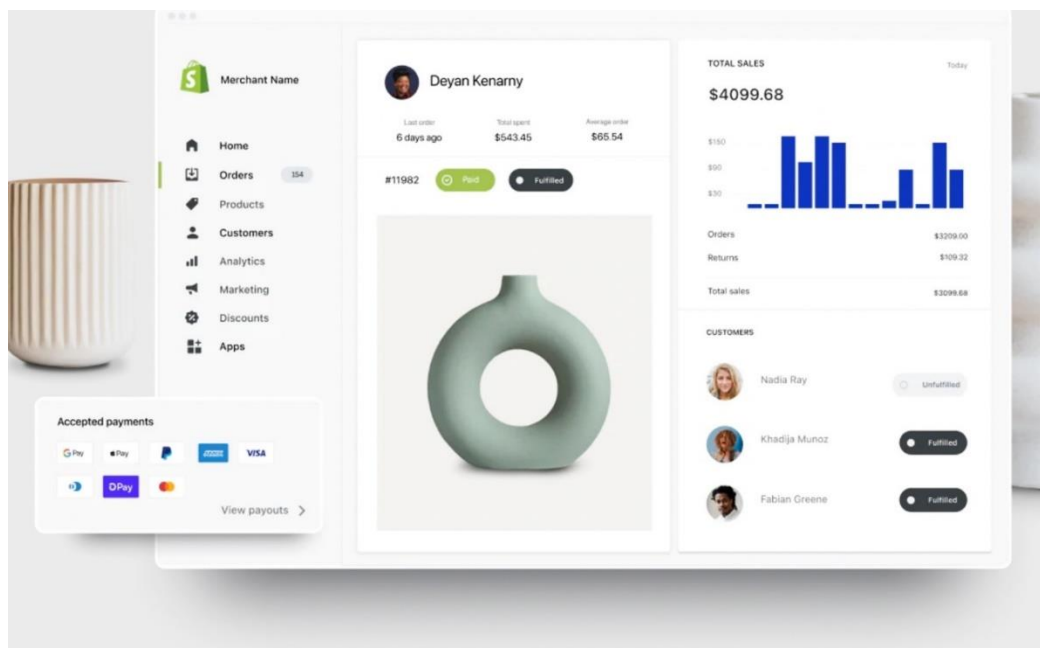 Merchant Name
Home
Orders 154
Products
Customers
Analytics
Marketing
Discounts
Apps
Accepted payments
G Pay Pay VISA
Pay
View payouts
Deyan Kenarny
Last order Total spent Average order
6 days ago $543.45 $65.54
#11982 Paid Fulfilled
TOTAL SALES Today
$4099.68
$150
$90
$30
Orders $3209.00
Returns $109.32
Total sales $3099.68
CUSTOMERS
Nadia Ray Unfulfilled
Khadija Munoz Fulfilled
Fabian Greene Fulfilled